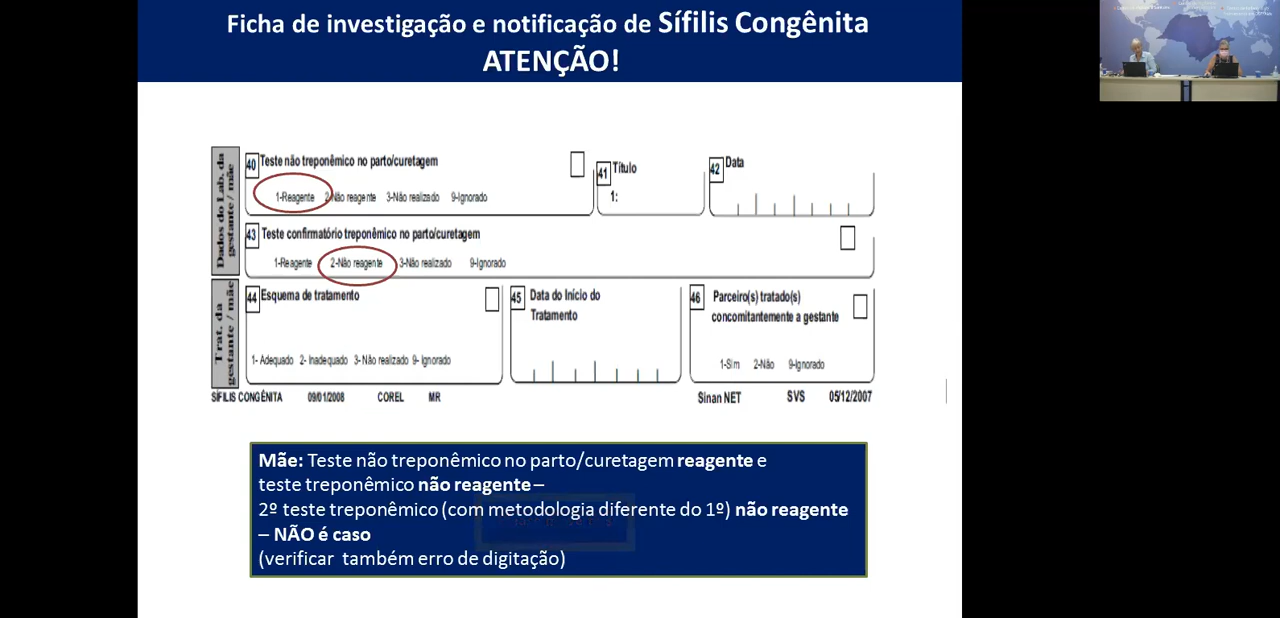 Ficha de investigação e notificação de Sífilis Congênita
ATENÇÃO!
Dados do Lab. da
gestante / mãe
40 Teste não treponêmico no parto/curetagem
1-Reagente 2-Não reagente 3-Não realizado 9-Ignorado
41 Título
1:
42 Data
43 Teste confirmatório treponêmico no parto/curetagem
1-Reagente 2-Não reagente 3-Não realizado 9-Ignorado
Trat. da
gestante / mãe
44 Esquema de tratamento
1- Adequado 2- Inadequado 3- Não realizado 9- Ignorado
45 Data do Início do
Tratamento
46 Parceiro(s) tratado(s)
concomitantemente a gestante
1-Sim 2-Não 9-Ignorado
SÍFILIS CONGÊNITA 09/01/2008 COREL MR Sinan NET SVS 05/12/2007
Mãe: Teste não treponêmico no parto/curetagem reagente e
teste treponêmico não reagente –
2º teste treponêmico (com metodologia diferente do 1º) não reagente
– NÃO é caso
(verificar também erro de digitação)